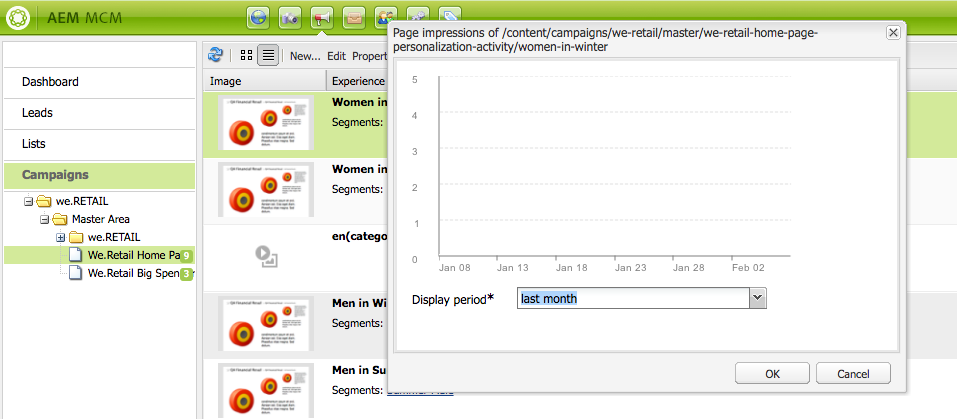 AEM MCM
Page impressions of /content/campaigns/we-retail/master/we-retail-home-page-
personalization-activity/women-in-winter
New... Edit Propert
Image
Experience
Dashboard
Leads
Lists
Campaigns
we.RETAIL
Master Area
we.RETAIL
We.Retail Home Pa 9
We.Retail Big Spen 3
Women in
Segments:
Women in
Segments:
en(catego
Men in Wi
Segments:
Men in Su
Segments:
5
4
3
2
1
0
Jan 08 Jan 13 Jan 18 Jan 23 Jan 28 Feb 02
Display period*
last month
OK
Cancel